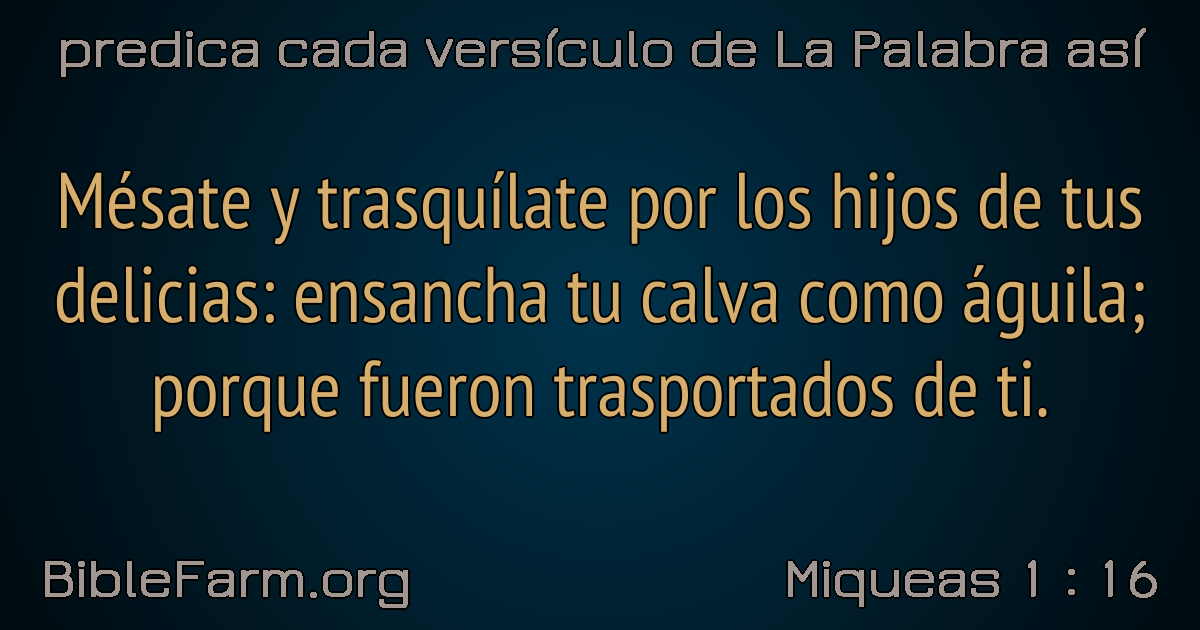 predica cada versículo de La Palabra así
Mésate y trasquílate por los hijos de tus
delicias: ensancha tu calva como águila;
porque fueron trasportados de ti.
BibleFarm.org
Miqueas 1 : 16